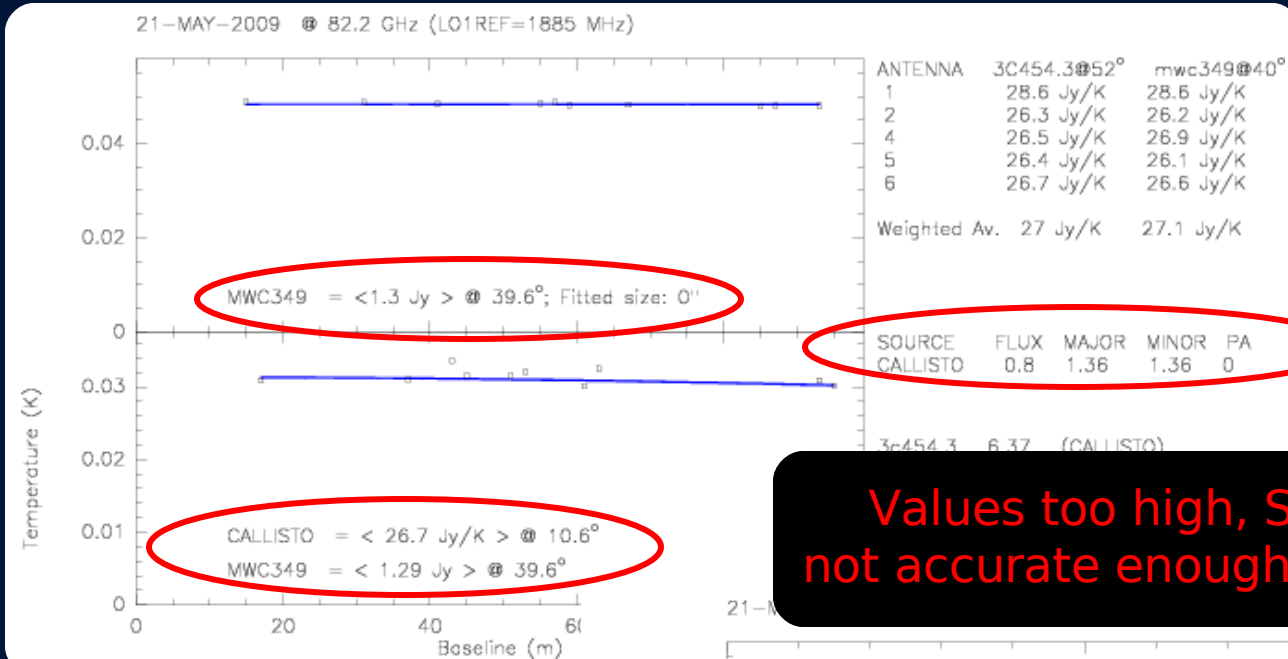 21-MAY-2009 @ 82.2 GHz (LO1REF=1885 MHz)
0.04
0.02
0
MWC349 = <1.3 Jy > @ 39.6°; Fitted size: 0''
ANTENNA 3C454.3@52° mwc349@40°
1 28.6 Jy/K 28.6 Jy/K
2 26.3 Jy/K 26.2 Jy/K
4 26.5 Jy/K 26.9 Jy/K
5 26.4 Jy/K 26.1 Jy/K
6 26.7 Jy/K 26.6 Jy/K
Weighted Av. 27 Jy/K 27.1 Jy/K
SOURCE FLUX MAJOR MINOR PA
CALLISTO 0.8 1.36 1.36 0
3c454.3 6.37 (CALLISTO)
Temperature (K)
0.03
0.02
0.01
0
CALLISTO = < 26.7 Jy/K > @ 10.6°
MWC349 = < 1.29 Jy > @ 39.6°
0 20 40
Baseline (m)
Values too high, S
not accurate enough
21-M